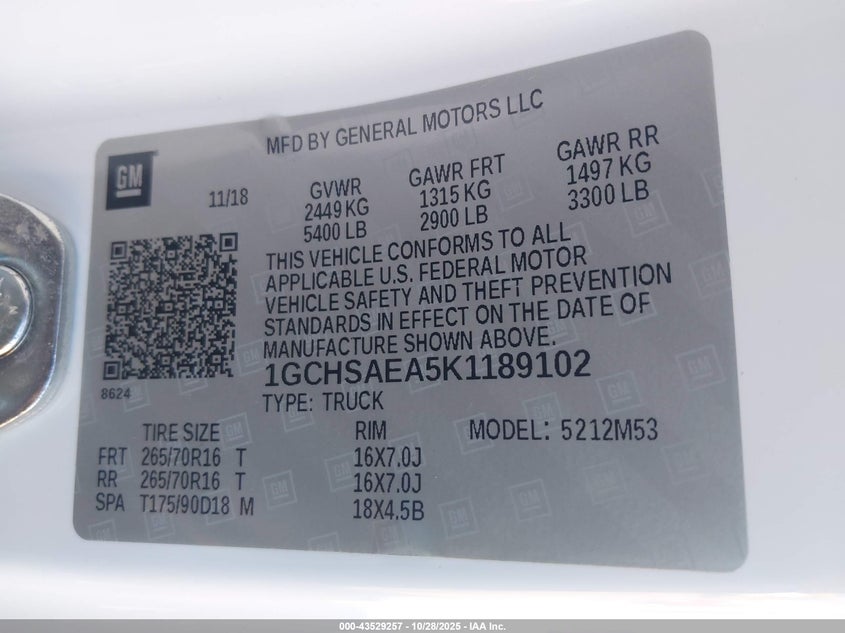 MFD BY GENERAL MOTORS LLC
GM
11/18
GVWR GAWR FRT GAWR RR
2449 KG 1315 KG 1497 KG
5400 LB 2900 LB 3300 LB
THIS VEHICLE CONFORMS TO ALL
APPLICABLE U.S. FEDERAL MOTOR
VEHICLE SAFETY AND THEFT PREVENTION
STANDARDS IN EFFECT ON THE DATE OF
MANUFACTURE SHOWN ABOVE.
1GCHSAEA5K1189102
8624
TYPE: TRUCK
TIRE SIZE RIM MODEL: 5212M53
FRT 265/70R16 T 16X7.0J
RR 265/70R16 T 16X7.0J
SPA T175/90D18 M 18X4.5B
000-43529257 - 10/28/2025 - IAA Inc.